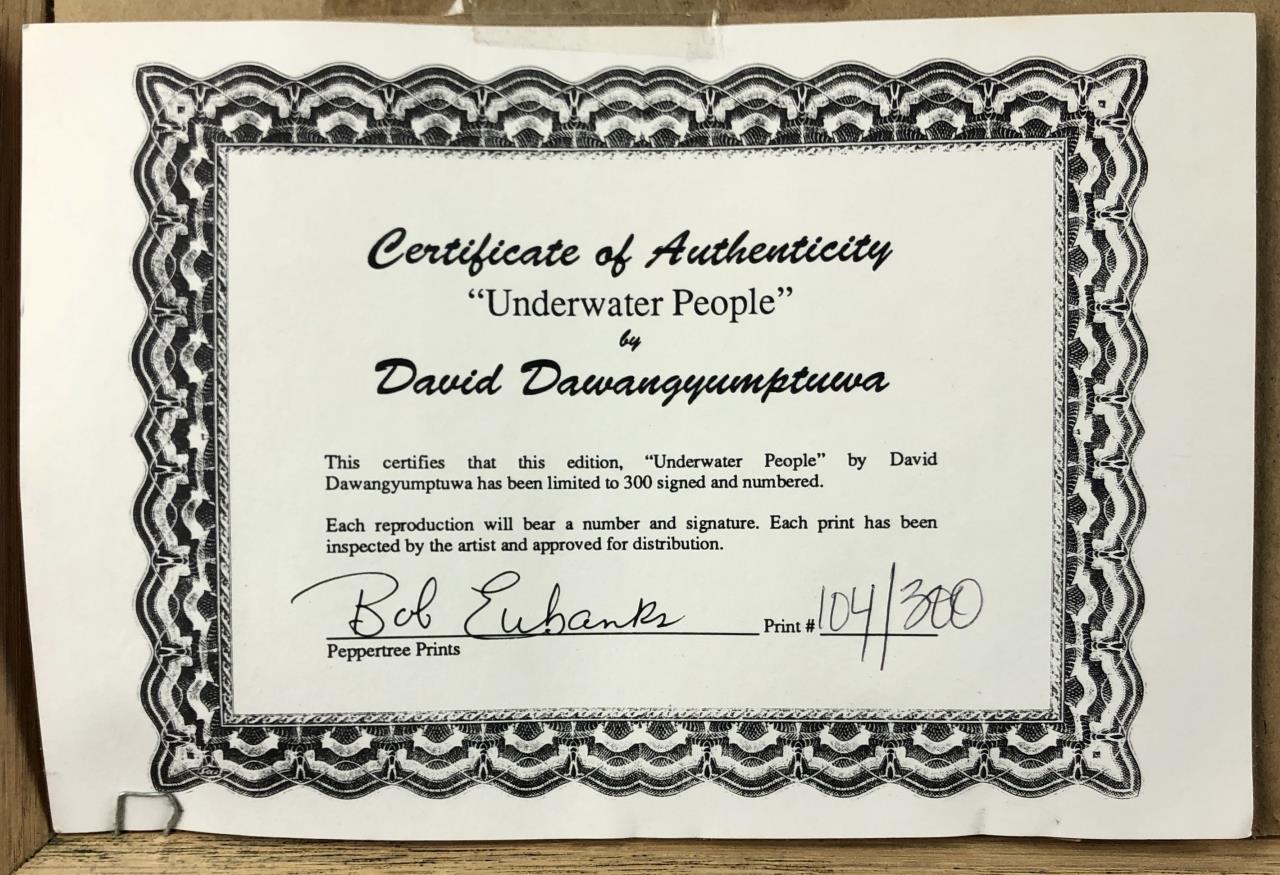 Certificate of Authenticity
“Underwater People”
by
David Dawangyumptuwa
This certifies that this edition, “Underwater People” by David
Dawangyumptuwa has been limited to 300 signed and numbered.
Each reproduction will bear a number and signature. Each print has been
inspected by the artist and approved for distribution.
Bob Eubanks Print # 104/300
Peppertree Prints